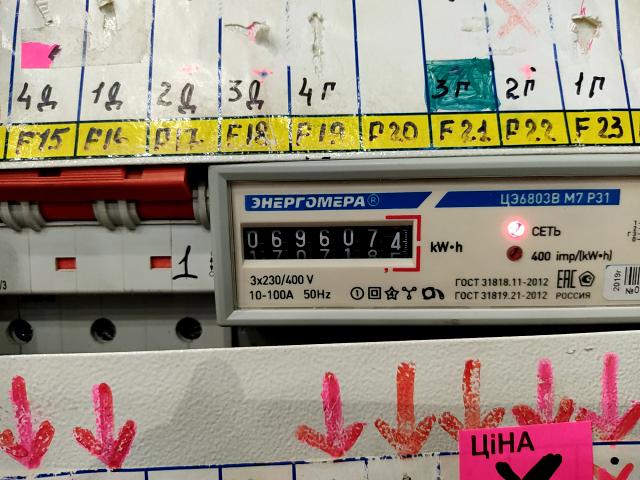 4Д 1Д 2Д 3Д 4Г 3Г 2Г 1Г
F15 F16 F17 F18 F19 F20 F21 F22 F23
ЭНЕРГОМЕРА® ЦЭ6803В М7 Р31
069607 kW•h
СЕТЬ
400 imp/(kW•h)
3x230/400 V
10-100A 50Hz
ГОСТ 31818.11-2012
ГОСТ 31819.21-2012
EAC
РОССИЯ
2019г
1
ЦІНА